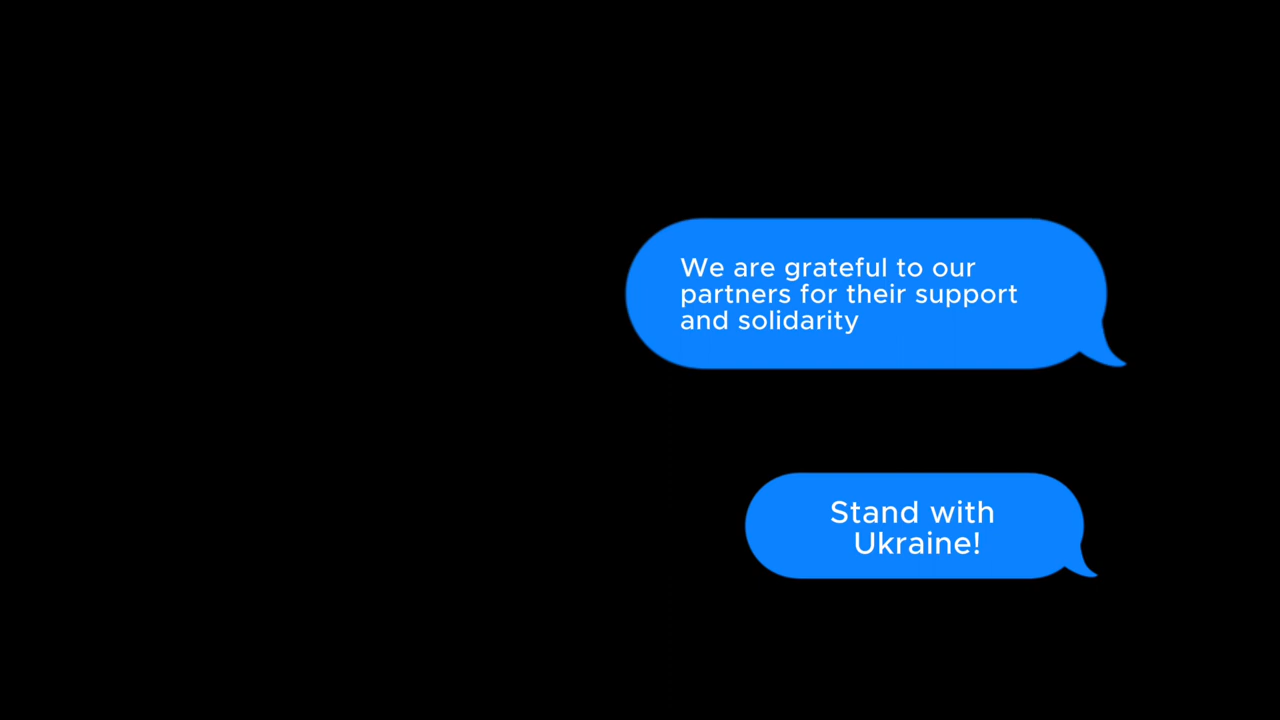 We are grateful to our
partners for their support
and solidarity
Stand with
Ukraine!